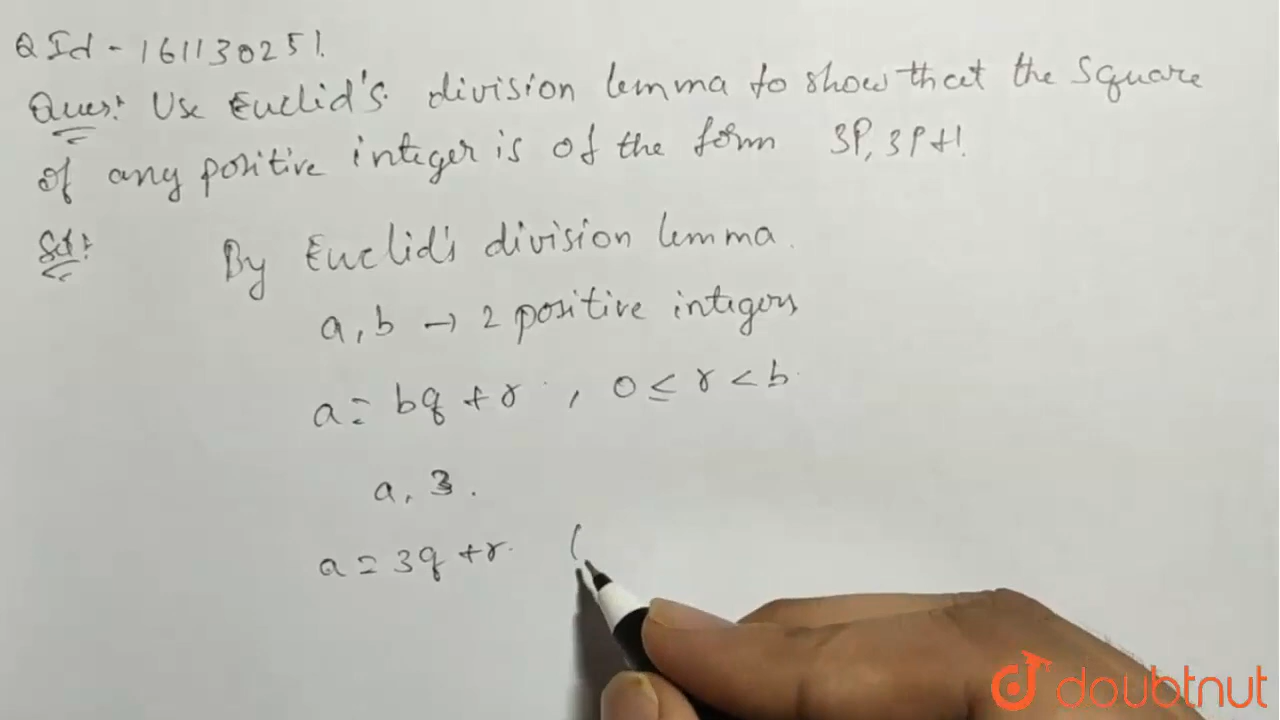 Q Id - 161130251.
Ques: Use Euclid's division lemma to show that the square
of any positive integer is of the form 3P, 3P+1.
Sol:
By Euclid's division lemma.
a, b → 2 positive integers
a = bq + r , 0 ≤ r < b
a, 3.
a = 3q + r. (
doubtnut